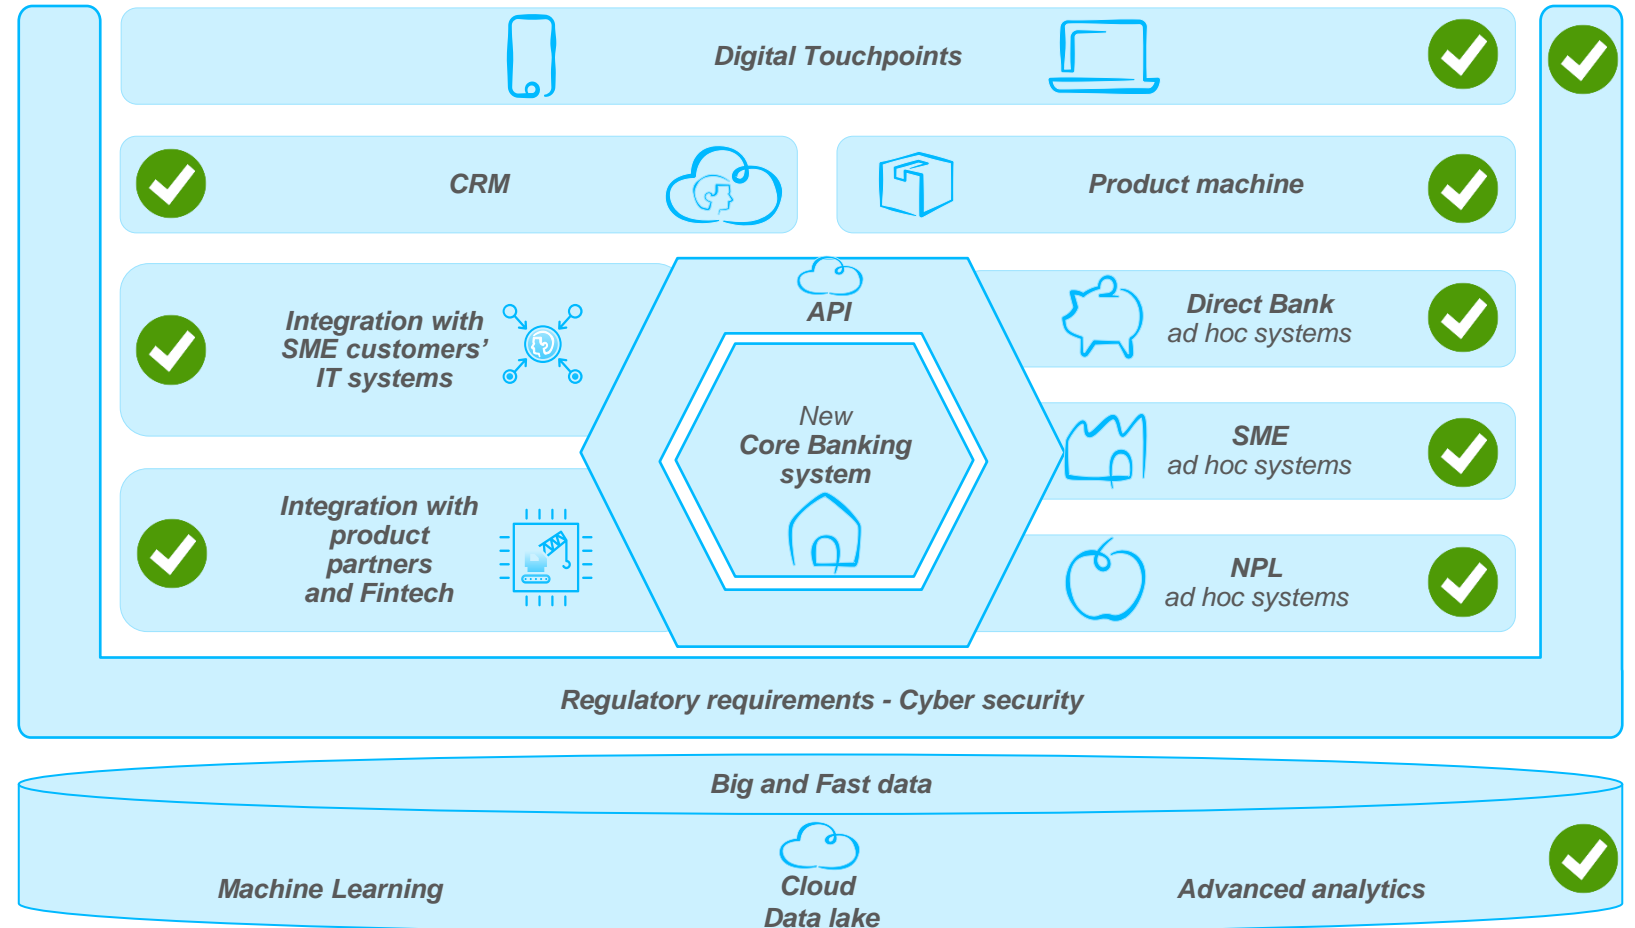 Digital Touchpoints
CRM
Product machine
API
Integration with
SME customers’
IT systems
Direct Bank
ad hoc systems
New
Core Banking
system
SME
ad hoc systems
Integration with
product
partners
and Fintech
NPL
ad hoc systems
Regulatory requirements - Cyber security
Big and Fast data
Machine Learning
Cloud
Data lake
Advanced analytics